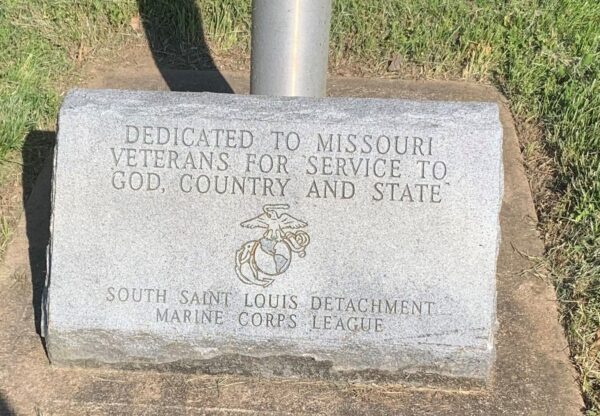 DEDICATED TO MISSOURI
VETERANS FOR SERVICE TO
GOD, COUNTRY AND STATE
SOUTH SAINT LOUIS DETACHMENT
MARINE CORPS LEAGUE